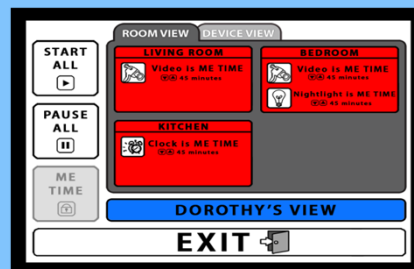 ROOM VIEW DEVICE VIEW
START ALL
PAUSE ALL
ME TIME
LIVING ROOM
Video is ME TIME
45 minutes
BEDROOM
Video is ME TIME
45 minutes
Nightlight is ME TIME
45 minutes
KITCHEN
Clock is ME TIME
45 minutes
DOROTHY'S VIEW
EXIT